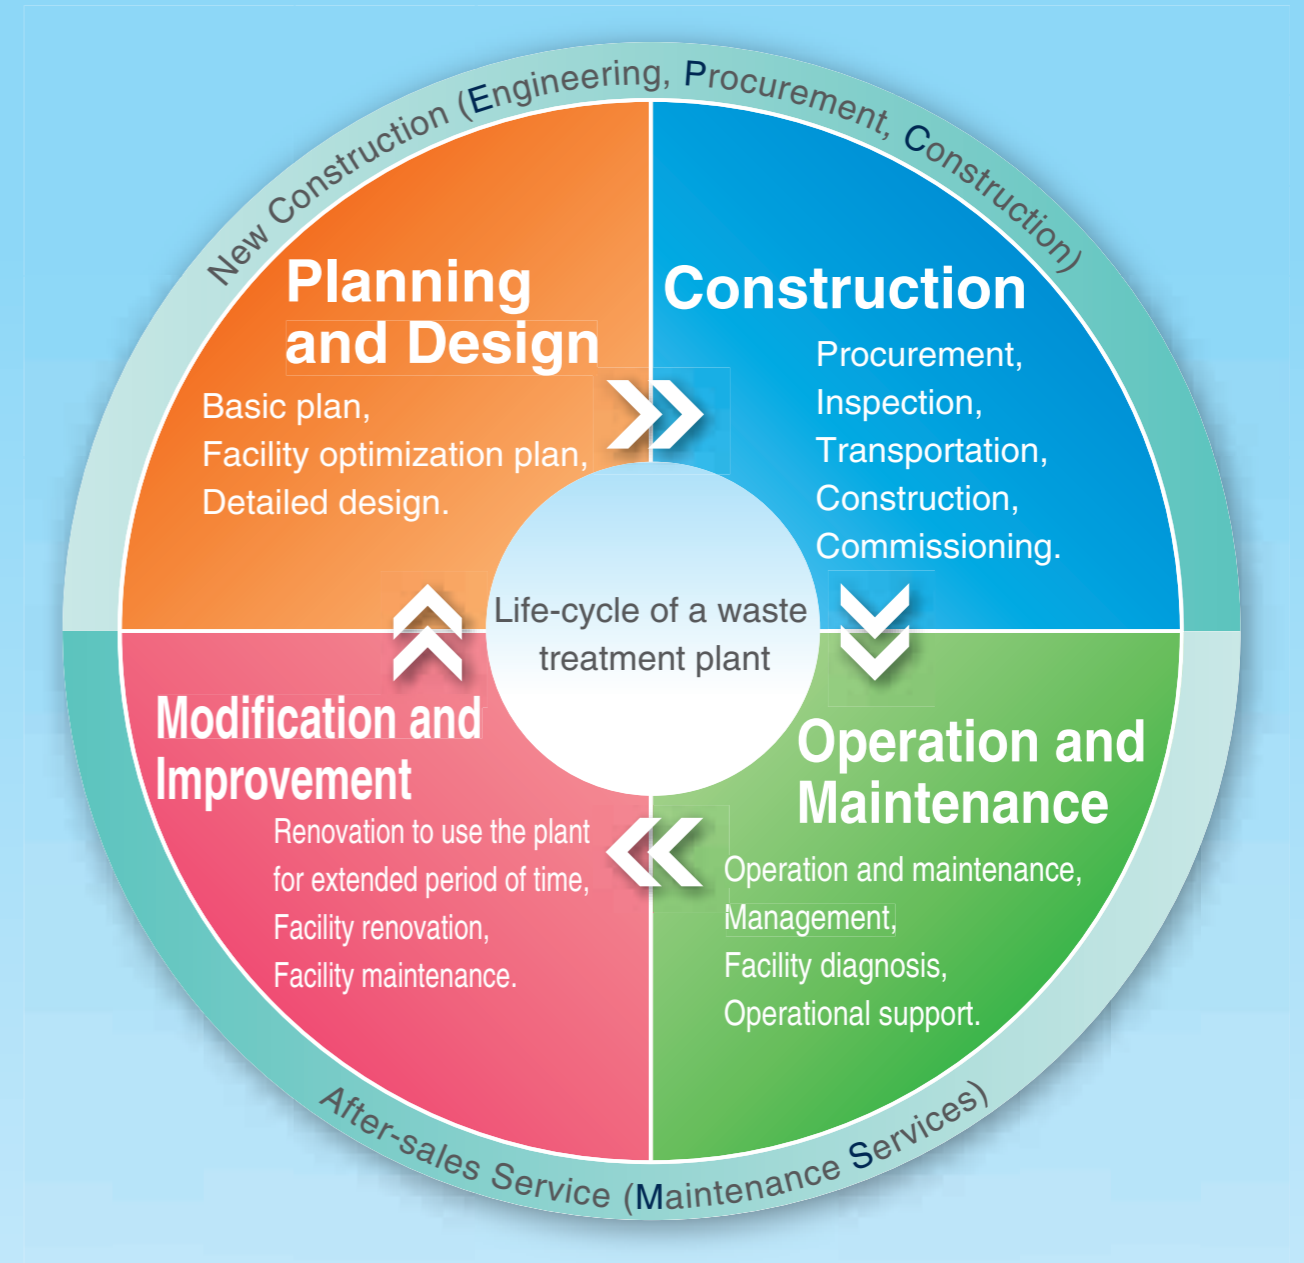 New Construction (Engineering, Procurement, Construction)
Planning
and Design
Basic plan,
Facility optimization plan,
Detailed design.
Construction
Procurement,
Inspection,
Transportation,
Construction,
Commissioning.
Life-cycle of a waste
treatment plant
Modification and
Improvement
Renovation to use the plant
for extended period of time,
Facility renovation,
Facility maintenance.
Operation and
Maintenance
Operation and maintenance,
Management,
Facility diagnosis,
Operational support.
After-sales Service (Maintenance Services)